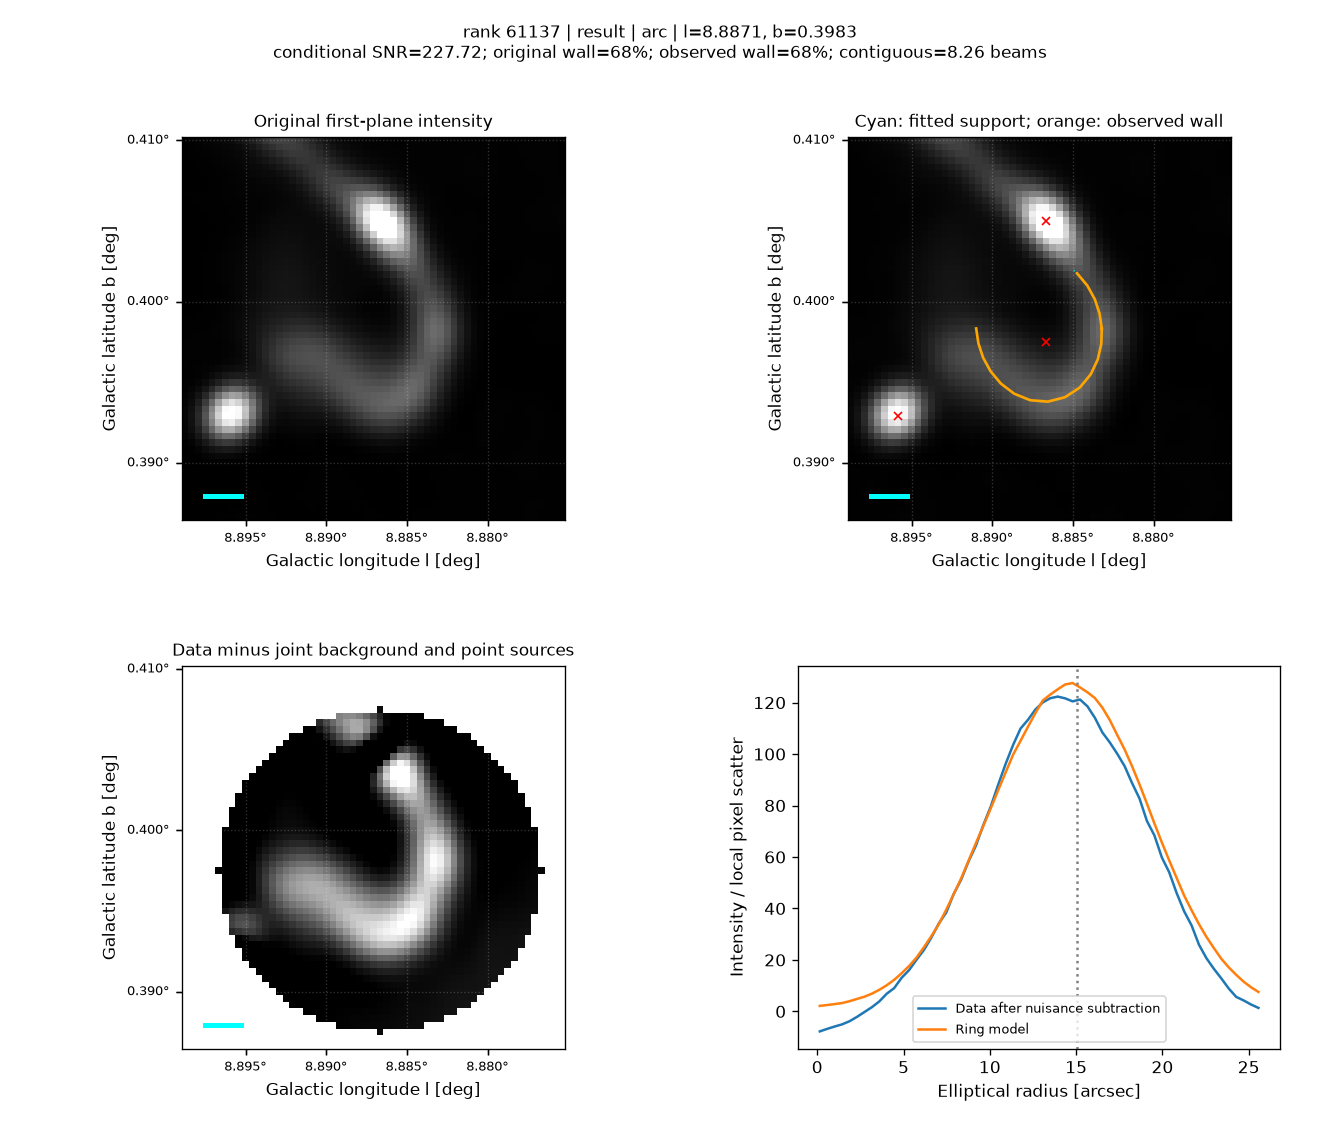 rank 61137 | result | arc | l=8.8871, b=0.3983
conditional SNR=227.72; original wall=68%; observed wall=68%; contiguous=8.26 beams
Original first-plane intensity
0.410°
0.400°
0.390°
Galactic latitude b [deg]
8.895° 8.890° 8.885° 8.880°
Galactic longitude l [deg]
Cyan: fitted support; orange: observed wall
0.410°
0.400°
0.390°
Galactic latitude b [deg]
8.895° 8.890° 8.885° 8.880°
Galactic longitude l [deg]
Data minus joint background and point sources
0.410°
0.400°
0.390°
Galactic latitude b [deg]
8.895° 8.890° 8.885° 8.880°
Galactic longitude l [deg]
120
100
80
60
40
20
0
Intensity / local pixel scatter
Data after nuisance subtraction
Ring model
0 5 10 15 20 25
Elliptical radius [arcsec]